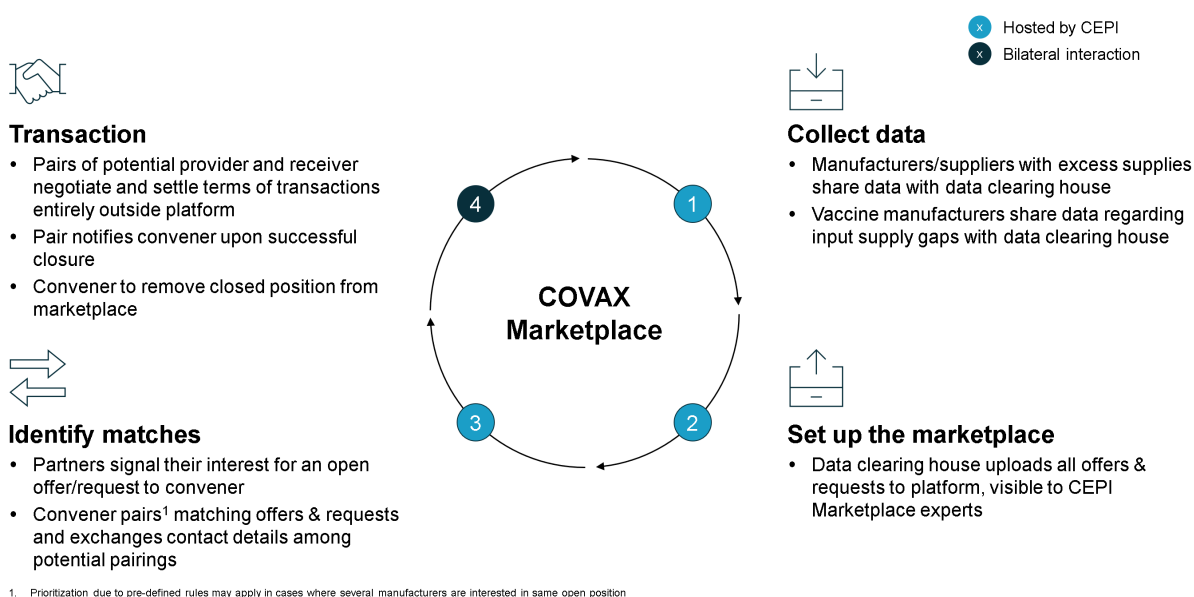 x Hosted by CEPI
x Bilateral interaction
Transaction
• Pairs of potential provider and receiver
negotiate and settle terms of transactions
entirely outside platform
• Pair notifies convener upon successful
closure
• Convener to remove closed position from
marketplace
Collect data
• Manufacturers/suppliers with excess supplies
share data with data clearing house
• Vaccine manufacturers share data regarding
input supply gaps with data clearing house
4
1
COVAX
Marketplace
3
2
Identify matches
• Partners signal their interest for an open
offer/request to convener
• Convener pairs¹ matching offers & requests
and exchanges contact details among
potential pairings
Set up the marketplace
• Data clearing house uploads all offers &
requests to platform, visible to CEPI
Marketplace experts
1. Prioritization due to pre-defined rules may apply in cases where several manufacturers are interested in same open position